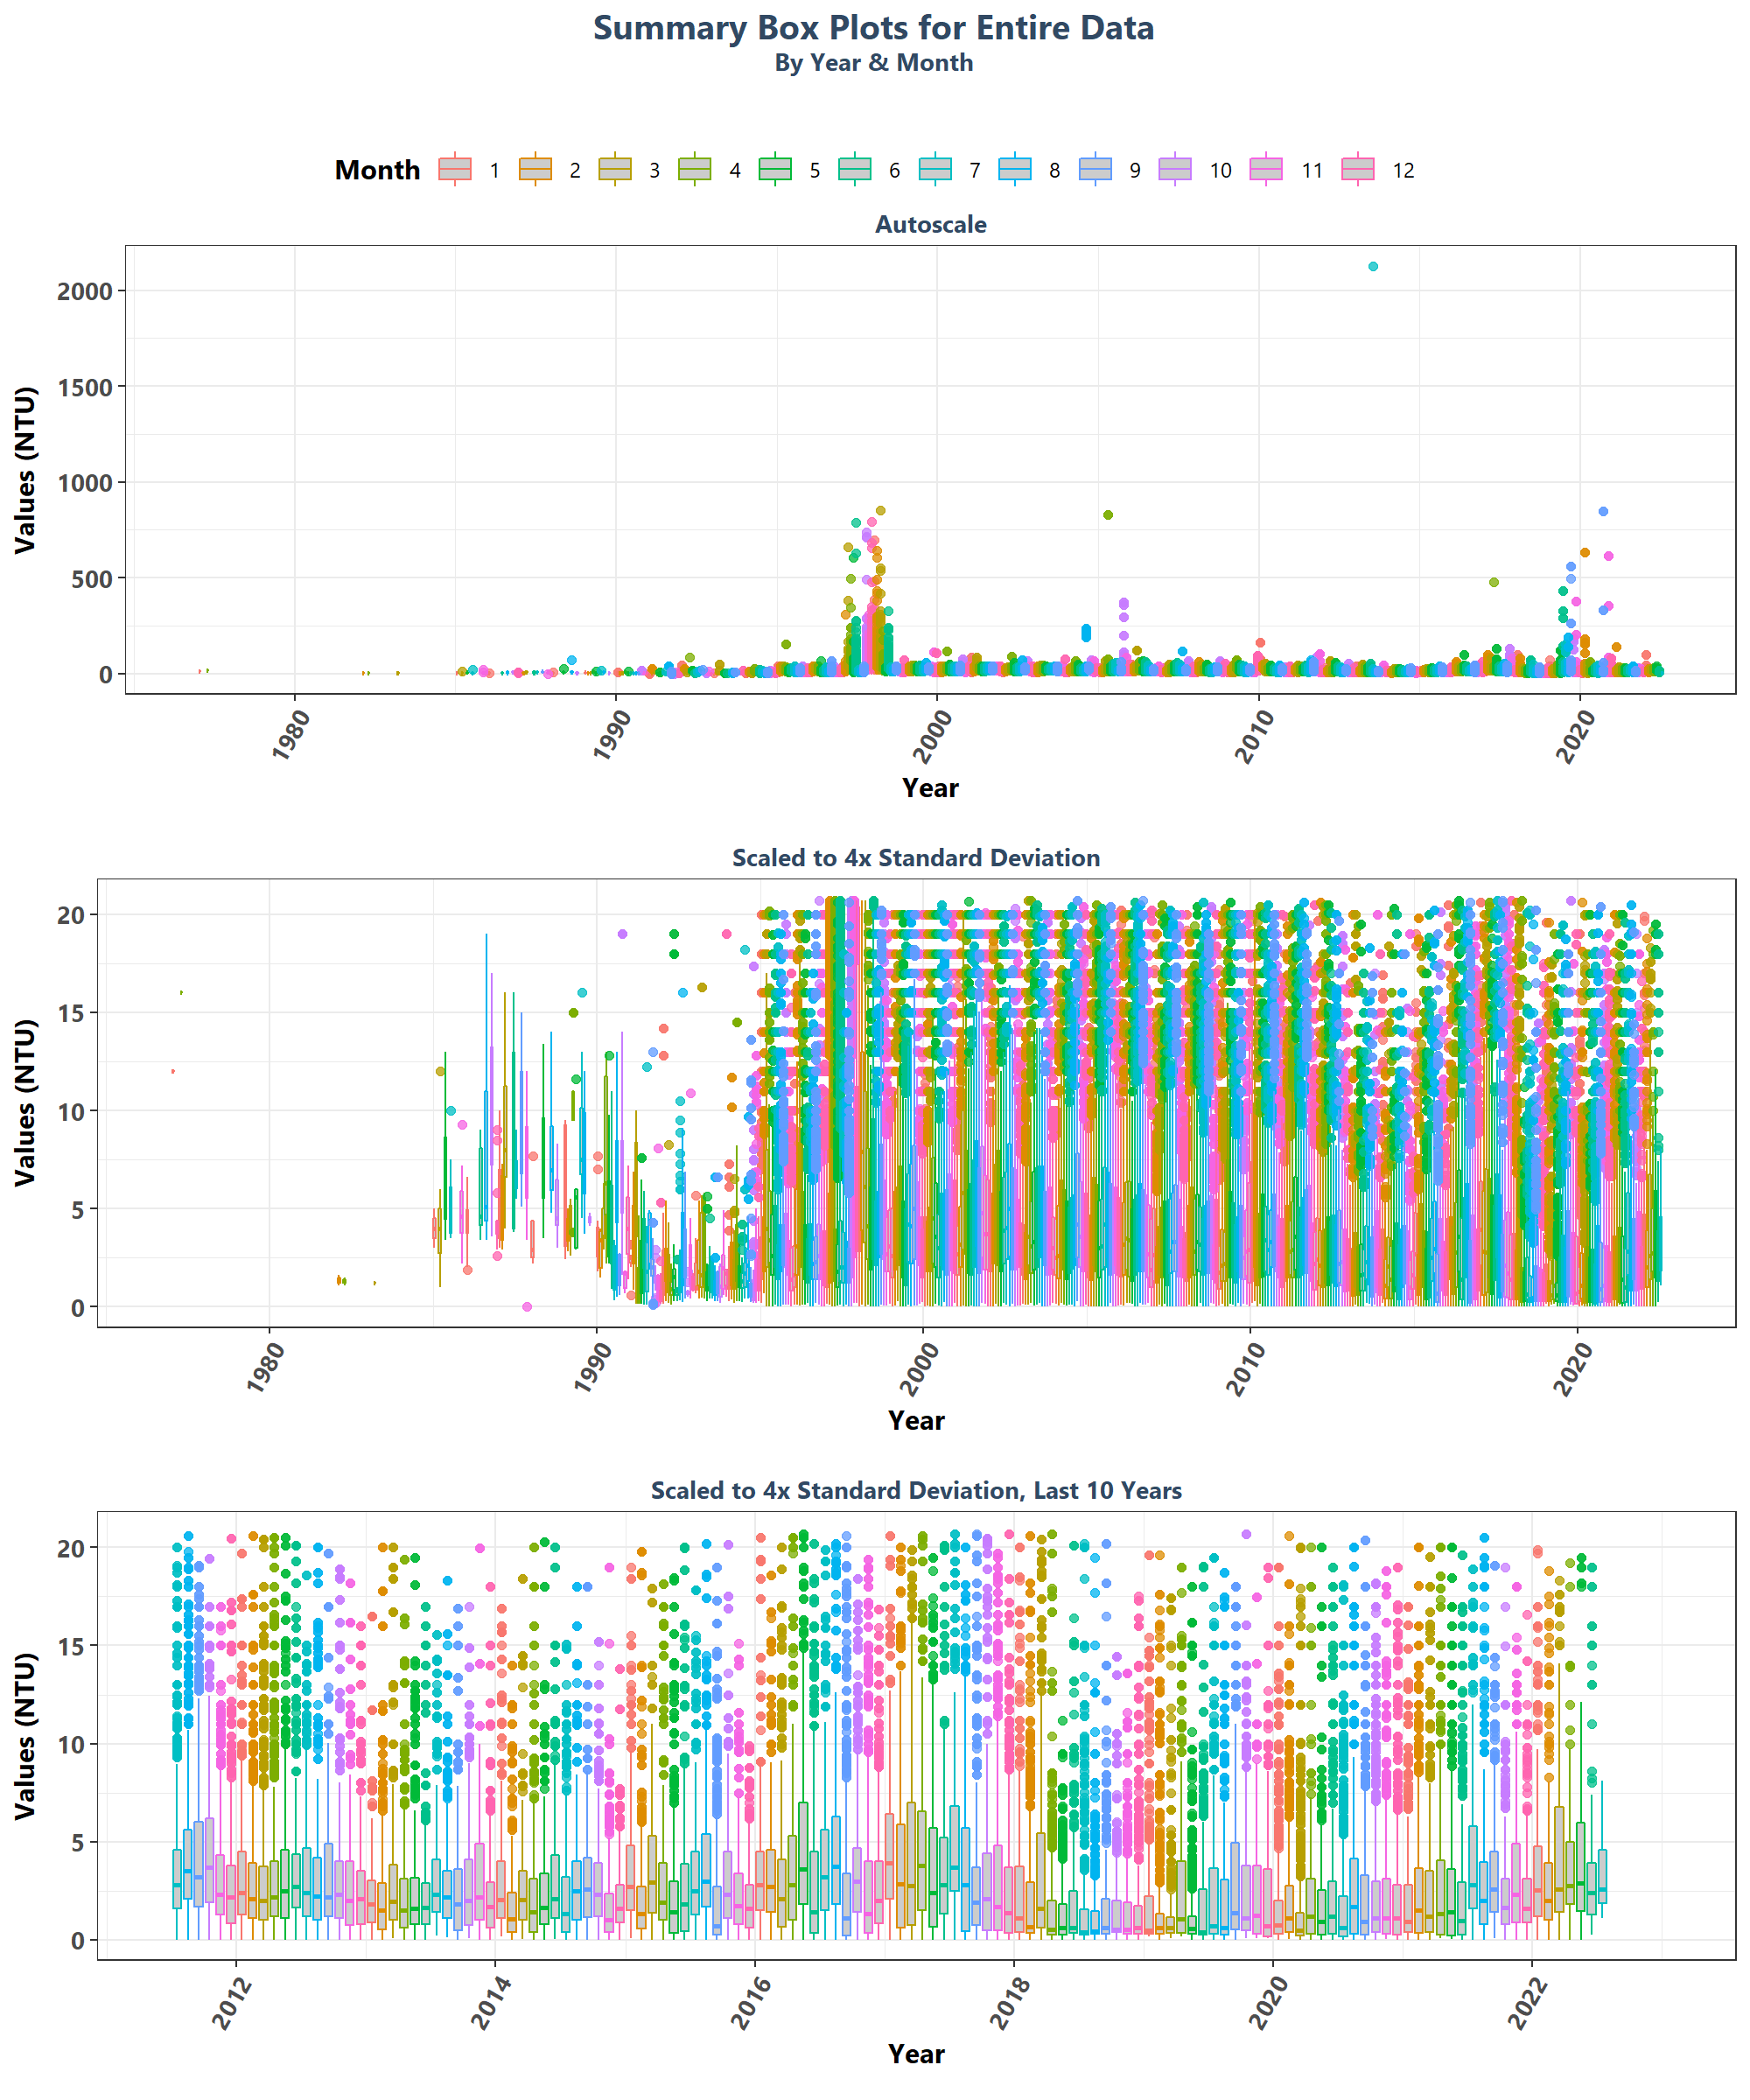 Summary Box Plots for Entire Data
By Year & Month
Month 1 2 3 4 5 6 7 8 9 10 11 12
Autoscale
Values (NTU)
2000
1500
1000
500
0
1980 1990 2000 2010 2020
Year
Scaled to 4x Standard Deviation
Values (NTU)
20
15
10
5
0
1980 1990 2000 2010 2020
Year
Scaled to 4x Standard Deviation, Last 10 Years
Values (NTU)
20
15
10
5
0
2012 2014 2016 2018 2020 2022
Year